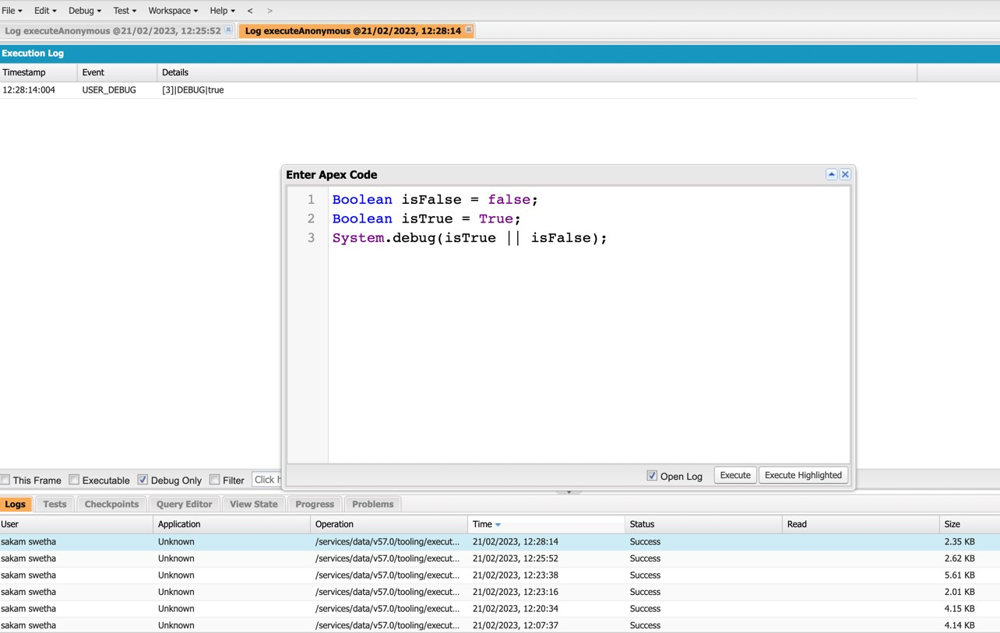 File Edit Debug Test Workspace Help < >
Log executeAnonymous @21/02/2023, 12:25:52 Log executeAnonymous @21/02/2023, 12:28:14
Execution Log
Timestamp Event Details
12:28:14:004 USER_DEBUG [3]|DEBUG|true
Enter Apex Code
1 Boolean isFalse = false;
2 Boolean isTrue = True;
3 System.debug(isTrue || isFalse);
Open Log Execute Execute Highlighted
This Frame Executable Debug Only Filter Click
Logs Tests Checkpoints Query Editor View State Progress Problems
User Application Operation Time Status Read Size
sakam swetha Unknown /services/data/v57.0/tooling/execut... 21/02/2023, 12:28:14 Success 2.35 KB
sakam swetha Unknown /services/data/v57.0/tooling/execut... 21/02/2023, 12:25:52 Success 2.62 KB
sakam swetha Unknown /services/data/v57.0/tooling/execut... 21/02/2023, 12:23:38 Success 5.61 KB
sakam swetha Unknown /services/data/v57.0/tooling/execut... 21/02/2023, 12:23:16 Success 2.01 KB
sakam swetha Unknown /services/data/v57.0/tooling/execut... 21/02/2023, 12:20:34 Success 4.15 KB
sakam swetha Unknown /services/data/v57.0/tooling/execut... 21/02/2023, 12:07:37 Success 4.14 KB